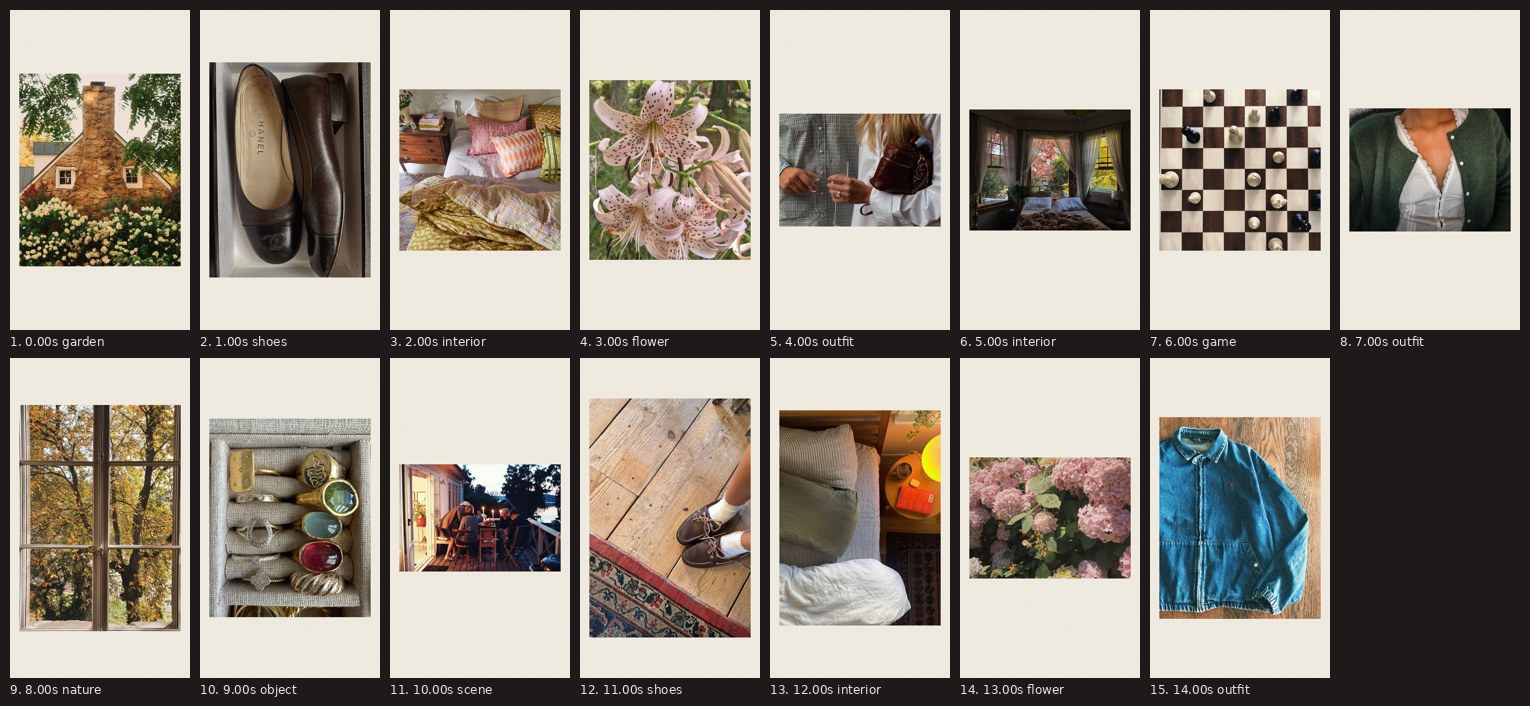 1. 0.00s garden
2. 1.00s shoes
3. 2.00s interior
4. 3.00s flower
5. 4.00s outfit
6. 5.00s interior
7. 6.00s game
8. 7.00s outfit
HANEL
9. 8.00s nature
10. 9.00s object
11. 10.00s scene
12. 11.00s shoes
13. 12.00s interior
14. 13.00s flower
15. 14.00s outfit